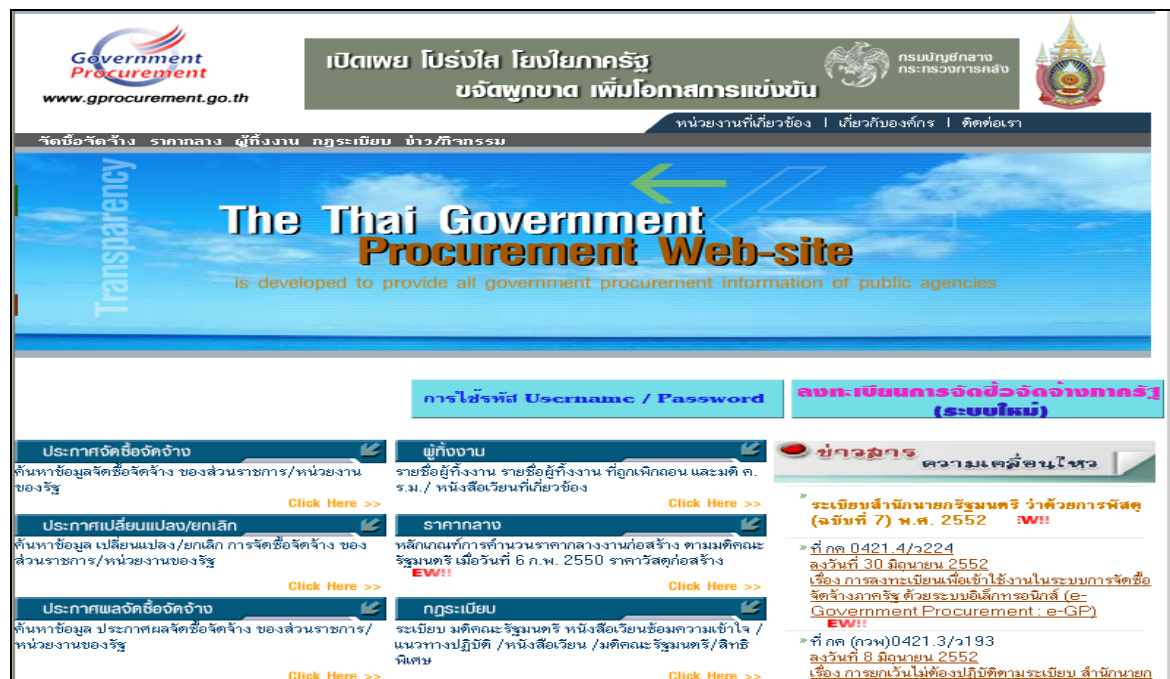 Government
Procurement
www.gprocurement.go.th
เปิดเผย โปร่งใส โยงใยภาครัฐ
ขจัดผูกขาด เพิ่มโอกาสการแข่งขัน
กรมบัญชีกลาง
กระทรวงการคลัง
หน่วยงานที่เกี่ยวข้อง | เกี่ยวกับองค์กร | ติดต่อเรา
จัดซื้อจัดจ้าง ราคากลาง ผู้ทิ้งงาน กฎระเบียบ ข่าว/กิจกรรม
Transparency
The Thai Government
Procurement Web-site
is developed to provide all government procurement information of public agencies
การใช้รหัส Username / Password
ลงทะเบียนการจัดซื้อจัดจ้างภาครัฐ
(ระบบใหม่)
ประกาศจัดซื้อจัดจ้าง
ค้นหาข้อมูลจัดซื้อจัดจ้าง ของส่วนราชการ/หน่วยงาน
ของรัฐ
Click Here >>
ประกาศเปลี่ยนแปลง/ยกเลิก
ค้นหาข้อมูล เปลี่ยนแปลง/ยกเลิก การจัดซื้อจัดจ้าง ของ
ส่วนราชการ/หน่วยงานของรัฐ
Click Here >>
ประกาศผลจัดซื้อจัดจ้าง
ค้นหาข้อมูล ประกาศผลจัดซื้อจัดจ้าง ของส่วนราชการ/
หน่วยงานของรัฐ
Click Here >>
ผู้ทิ้งงาน
รายชื่อผู้ทิ้งงาน รายชื่อผู้ทิ้งงาน ที่ถูกเพิกถอน และมติ ค.
ร.ม./ หนังสือเวียนที่เกี่ยวข้อง
Click Here >>
ราคากลาง
หลักเกณฑ์การคำนวนราคากลางงานก่อสร้าง ตามมติคณะ
รัฐมนตรี เมื่อวันที่ 6 ก.พ. 2550 ราคาวัสดุก่อสร้าง
EW!!
Click Here >>
กฎระเบียบ
ระเบียบ มติคณะรัฐมนตรี หนังสือเวียนซ้อมความเข้าใจ /
แนวทางปฏิบัติ /หนังสือเวียน /มติคณะรัฐมนตรี/สิทธิ
พิเศษ
Click Here >>
ข่าวสาร
ความเคลื่อนไหว
» ระเบียบสำนักนายกรัฐมนตรี ว่าด้วยการพัสดุ
(ฉบับที่ 7) พ.ศ. 2552 EW!!
» ที่ กค 0421.4/ว224
ลงวันที่ 30 มิถุนายน 2552
เรื่อง การลงทะเบียนเพื่อเข้าใช้งานในระบบการจัดซื้อ
จัดจ้างภาครัฐ ด้วยระบบอิเล็กทรอนิกส์ (e-
Government Procurement : e-GP)
EW!!
» ที่ กค (กวพ)0421.3/ว193
ลงวันที่ 8 มิถุนายน 2552
เรื่อง การยกเว้นไม่ต้องปฏิบัติตามระเบียบ สำนักนายก